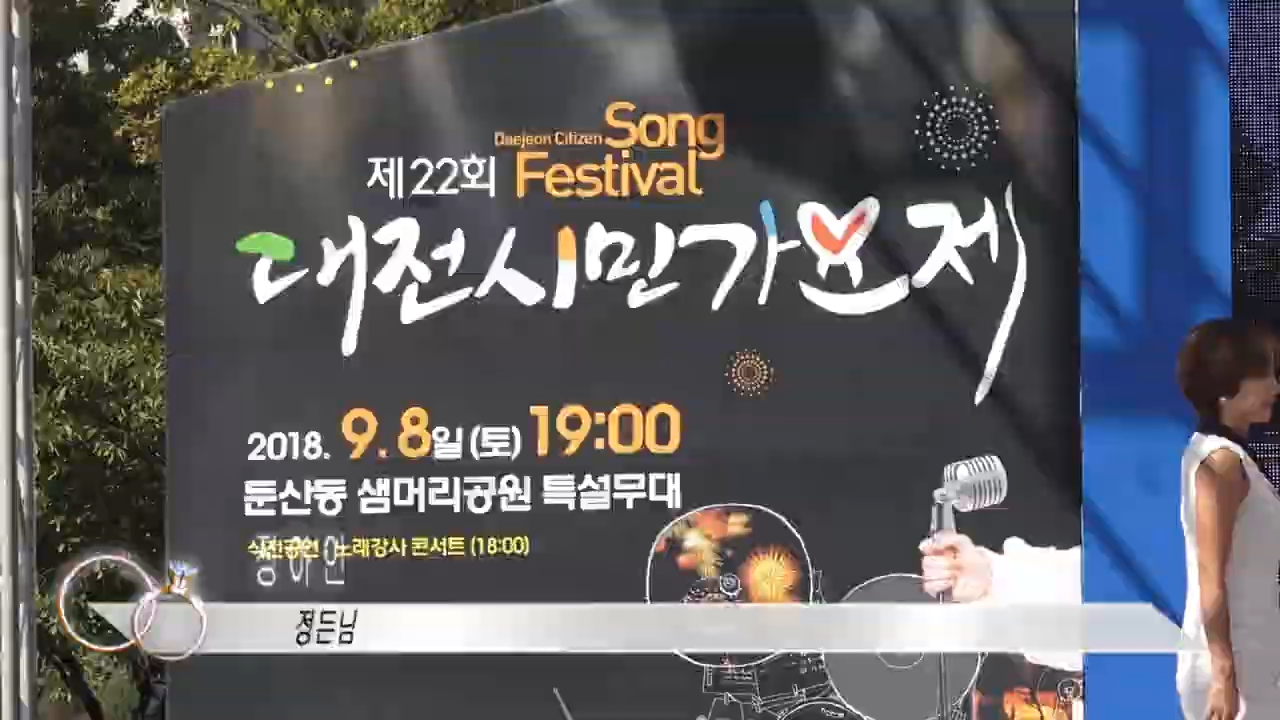 Daejeon Citizen Song
제22회 Festival
대전시민가요제
2018. 9. 8일 (토) 19:00
둔산동 샘머리공원 특설무대
식전공연 노래강사 콘서트 (18:00)
정든님